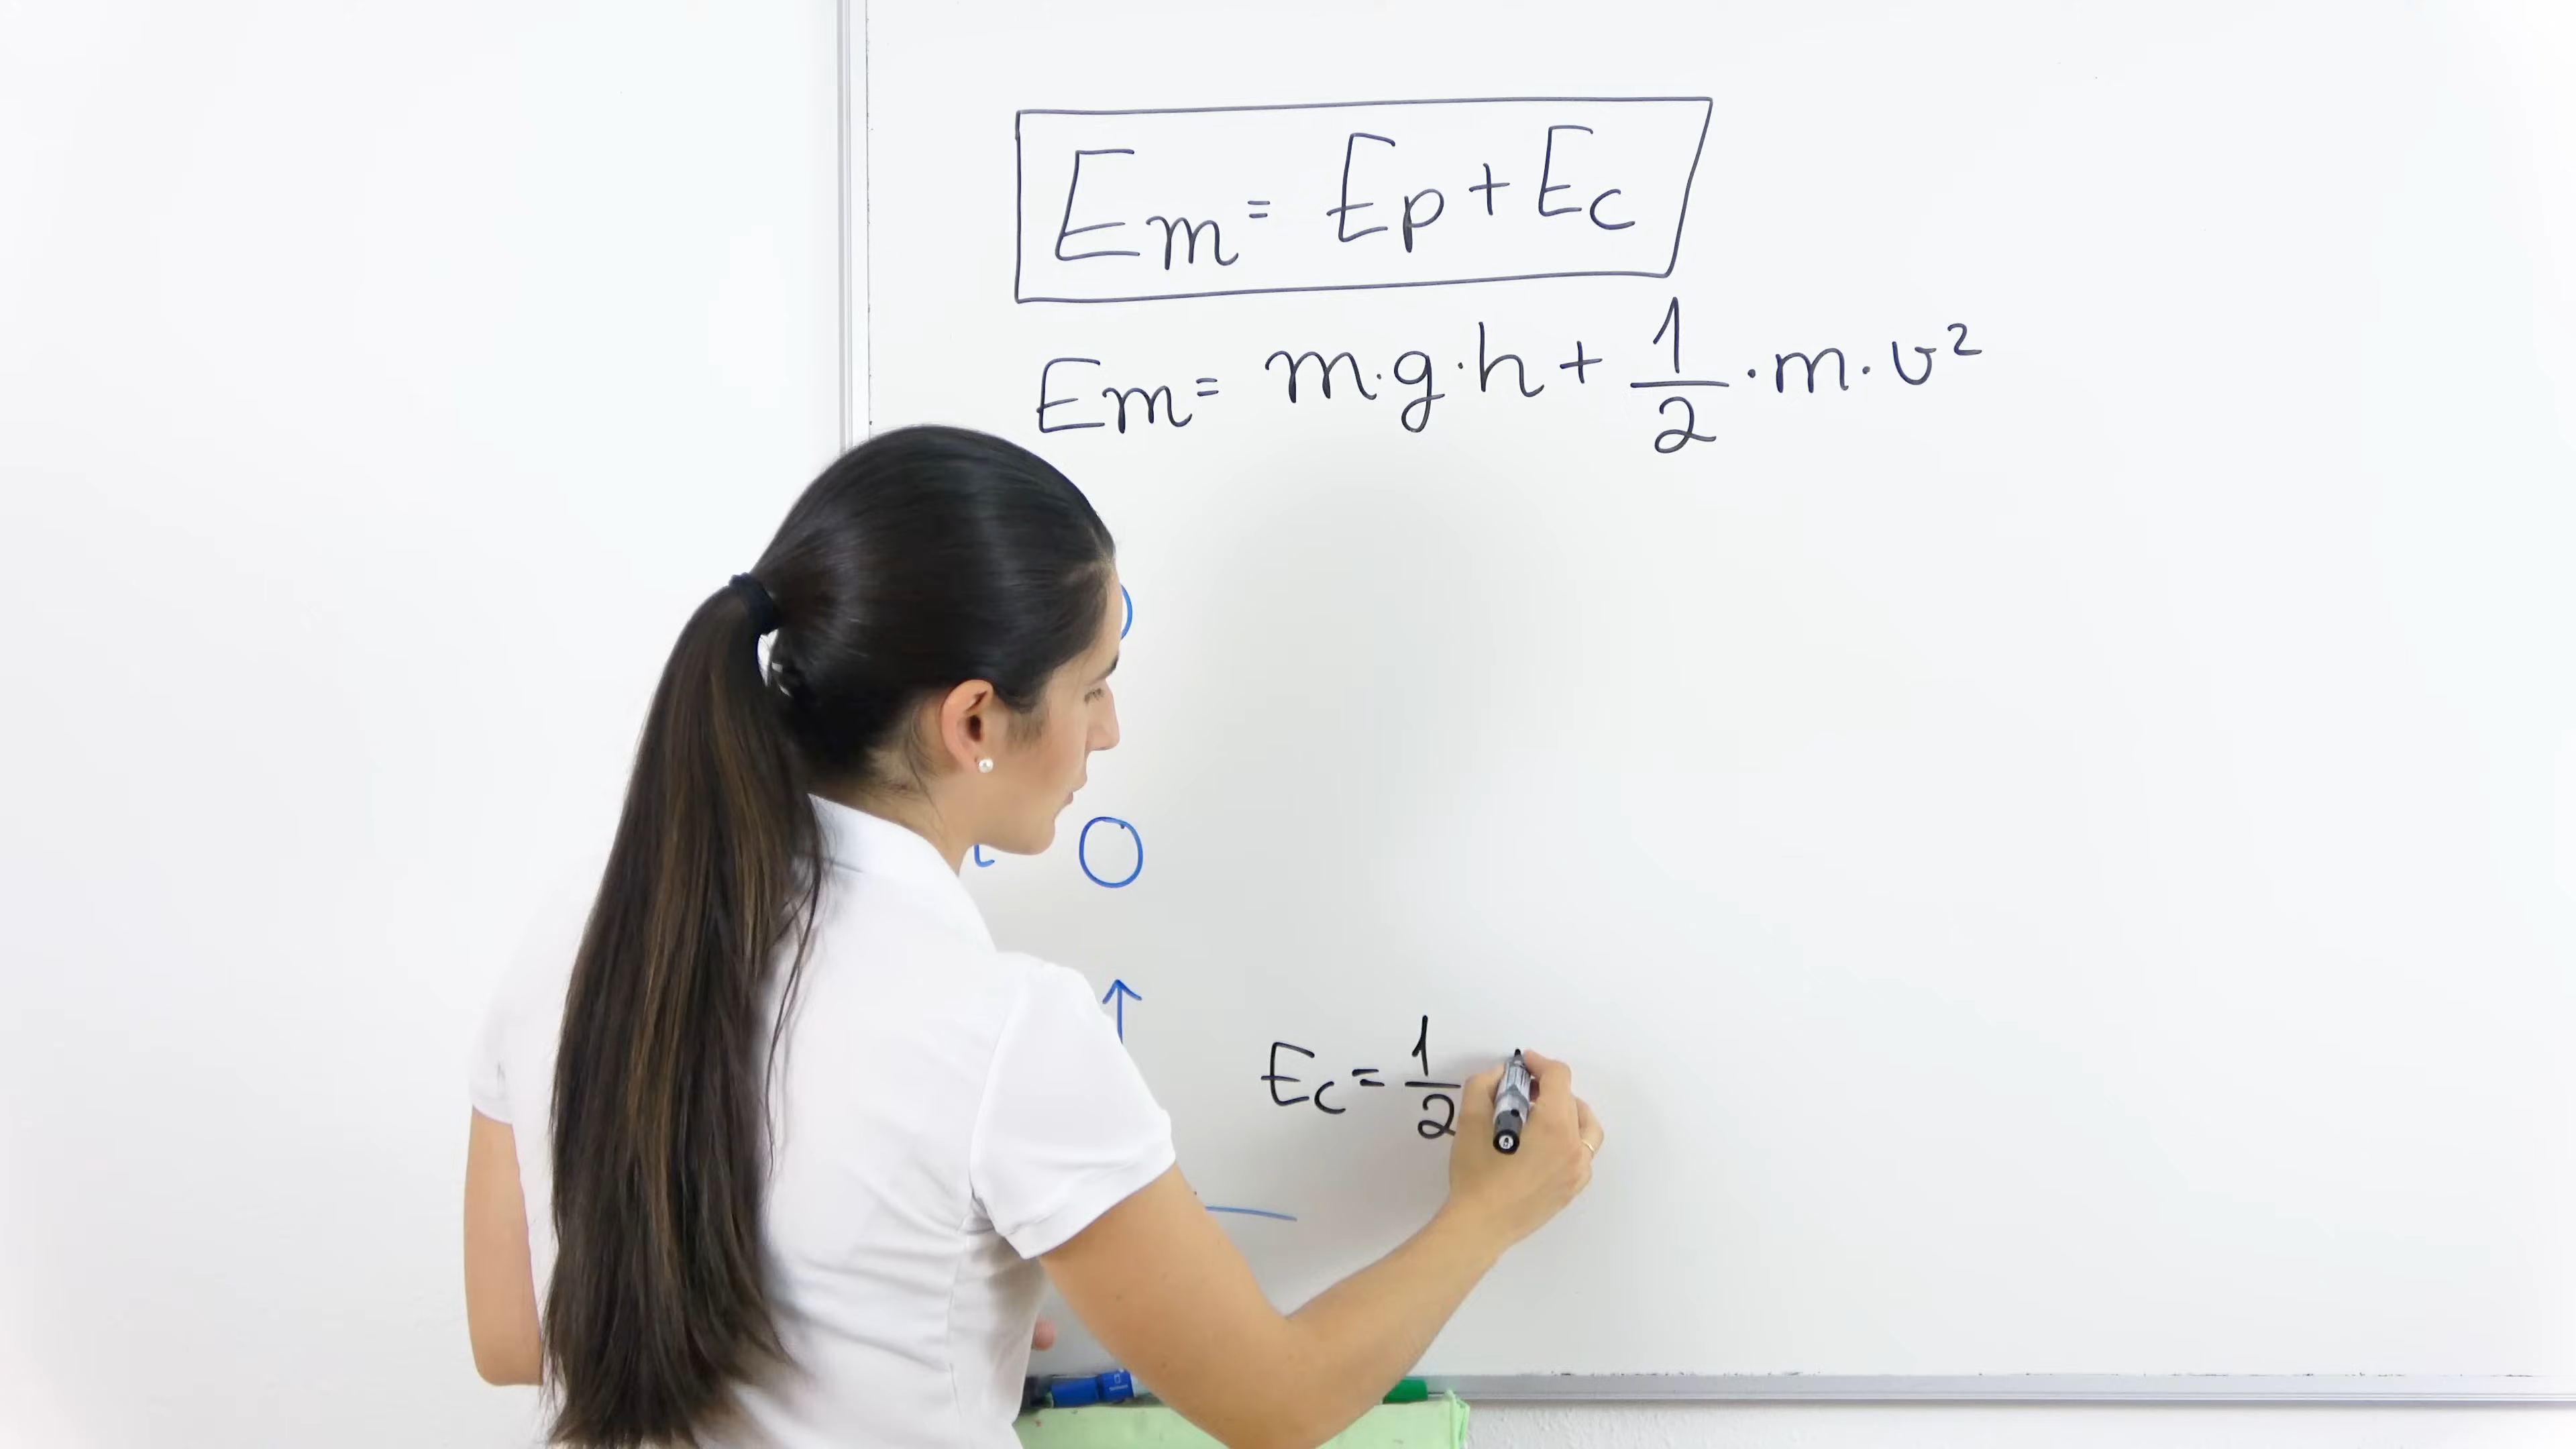 Em = Ep + Ec
Em = m·g·h + 1/2 · m · v²
Ec = 1/2